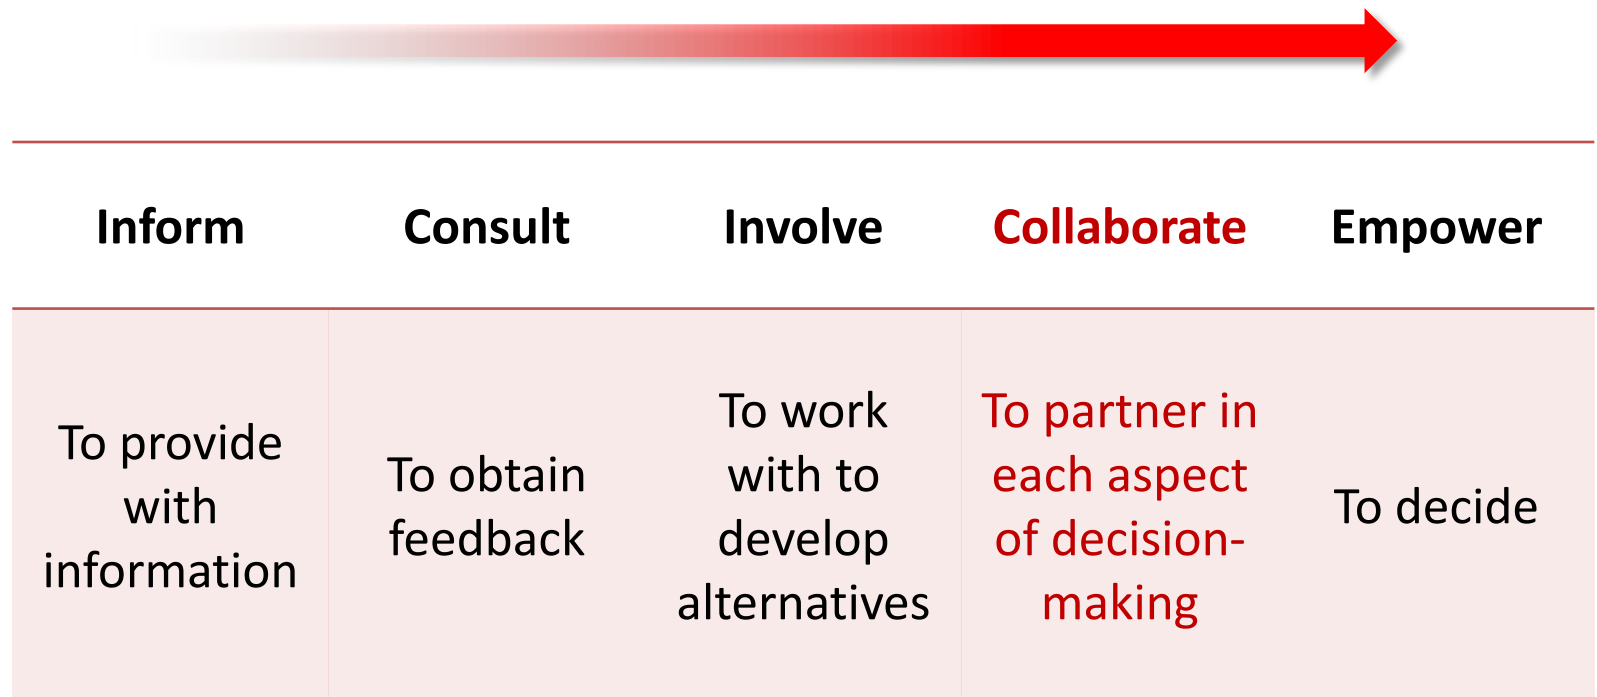 Inform
Consult
Involve
Collaborate
Empower
To provide
with
information
To obtain
feedback
To work
with to
develop
alternatives
To partner in
each aspect
of decision-
making
To decide